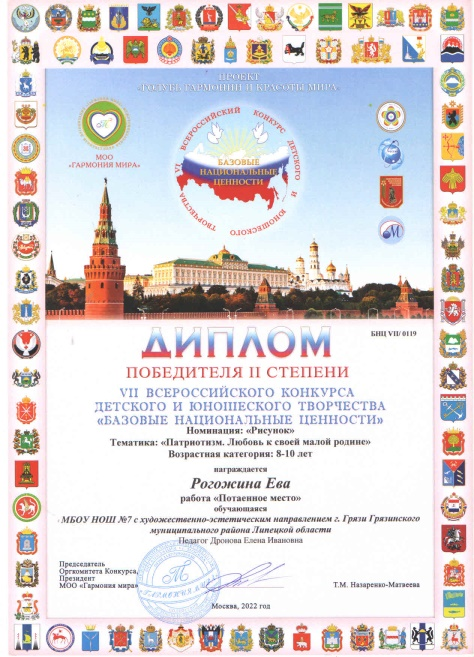 ПРОЕКТ
«ГОЛУБЬ ГАРМОНИИ И КРАСОТЫ МИРА»
VI ВСЕРОССИЙСКИЙ КОНКУРС ДЕТСКОГО И ЮНОШЕСКОГО ТВОРЧЕСТВА
БАЗОВЫЕ
НАЦИОНАЛЬНЫЕ
ЦЕННОСТИ
МОО
«ГАРМОНИЯ МИРА»
БНЦ VII/ 0119
ДИПЛОМ
ПОБЕДИТЕЛЯ II СТЕПЕНИ
VII ВСЕРОССИЙСКОГО КОНКУРСА
ДЕТСКОГО И ЮНОШЕСКОГО ТВОРЧЕСТВА
«БАЗОВЫЕ НАЦИОНАЛЬНЫЕ ЦЕННОСТИ»
Номинация: «Рисунок»
Тематика: «Патриотизм. Любовь к своей малой родине»
Возрастная категория: 8-10 лет
награждается
Рогожина Ева
работа «Потаенное место»
обучающаяся
МБОУ НОШ №7 с художественно-эстетическим направлением г. Грязи Грязинского
муниципального района Липецкой области
Педагог Дронова Елена Ивановна
Председатель
Оргкомитета Конкурса,
Президент
МОО «Гармония мира»
Т.М. Назаренко-Матвеева
Москва, 2022 год